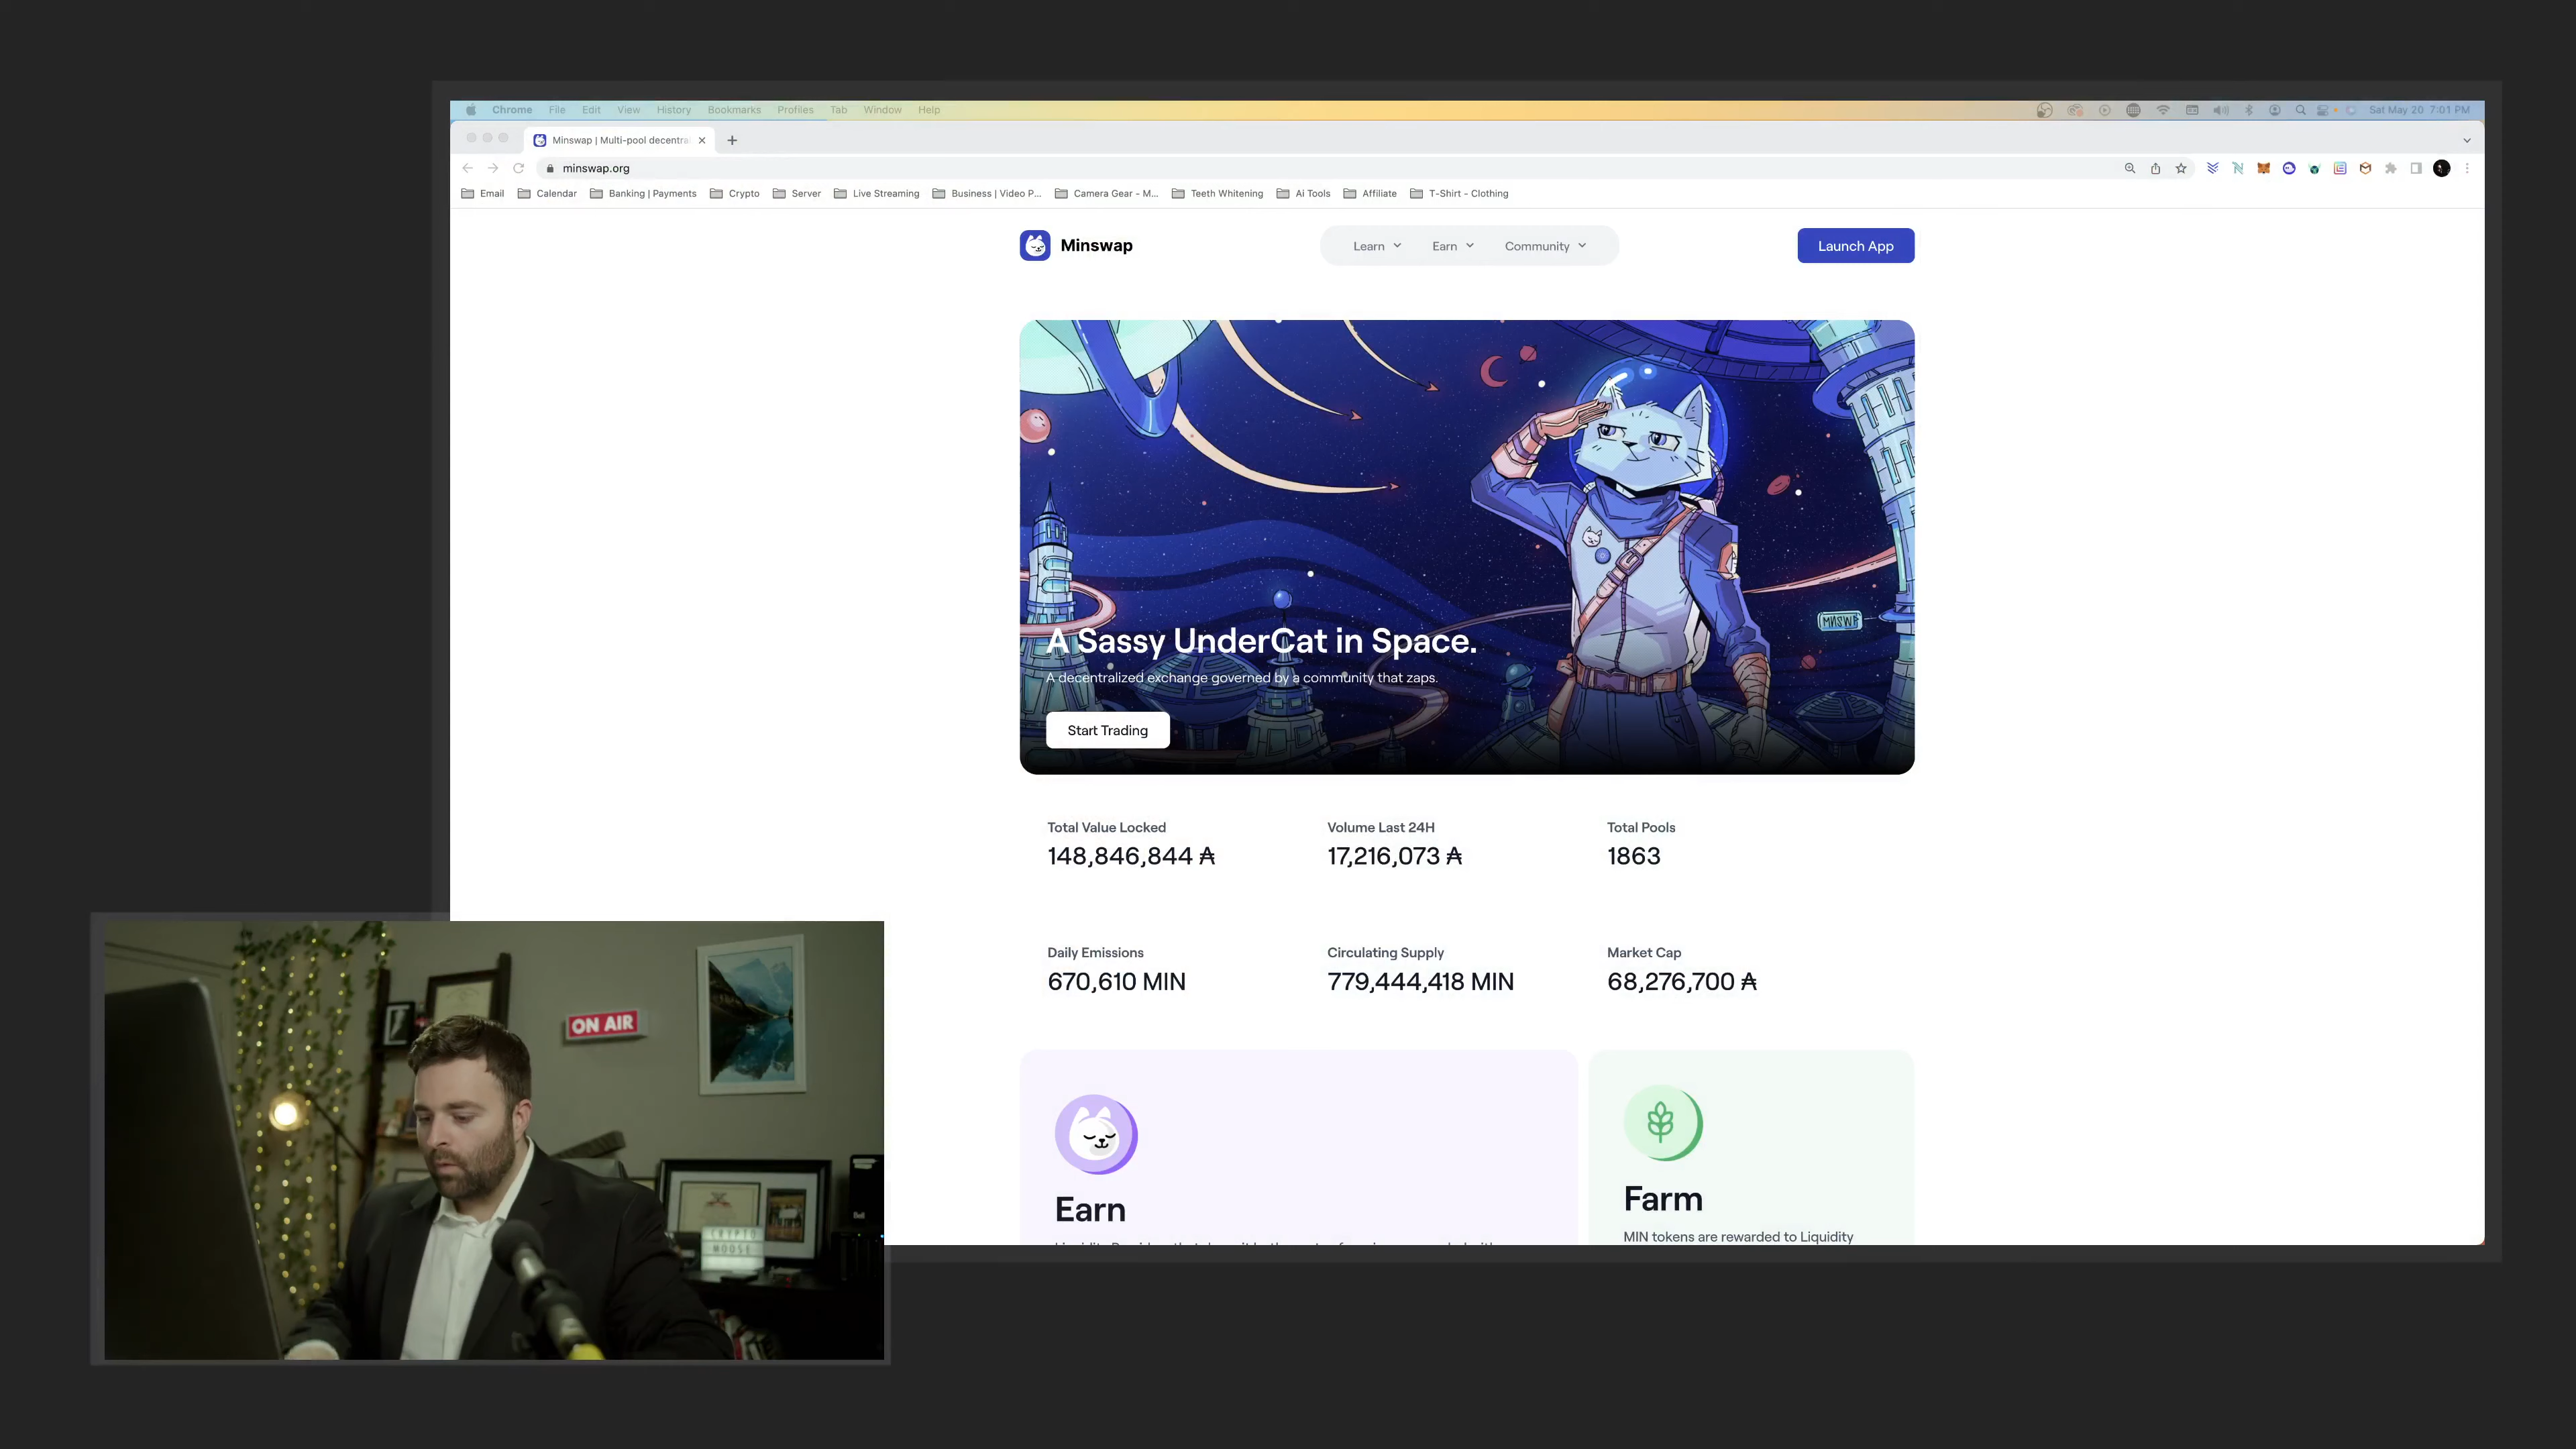 Chrome File Edit View History Bookmarks Profiles Tab Window Help Sat May 20 7:01 PM
Minswap | Multi-pool decentra
minswap.org
Email Calendar Banking | Payments Crypto Server Live Streaming Business | Video P... Camera Gear - M... Teeth Whitening Ai Tools Affiliate T-Shirt - Clothing
Minswap Learn Earn Community Launch App
MNSWP
A Sassy UnderCat in Space.
A decentralized exchange governed by a community that zaps.
Start Trading
Total Value Locked Volume Last 24H Total Pools
148,846,844 ₳ 17,216,073 ₳ 1863
Daily Emissions Circulating Supply Market Cap
670,610 MIN 779,444,418 MIN 68,276,700 ₳
Earn
Farm
MIN tokens are rewarded to Liquidity
ON AIR
CRYPTO
MOOSE